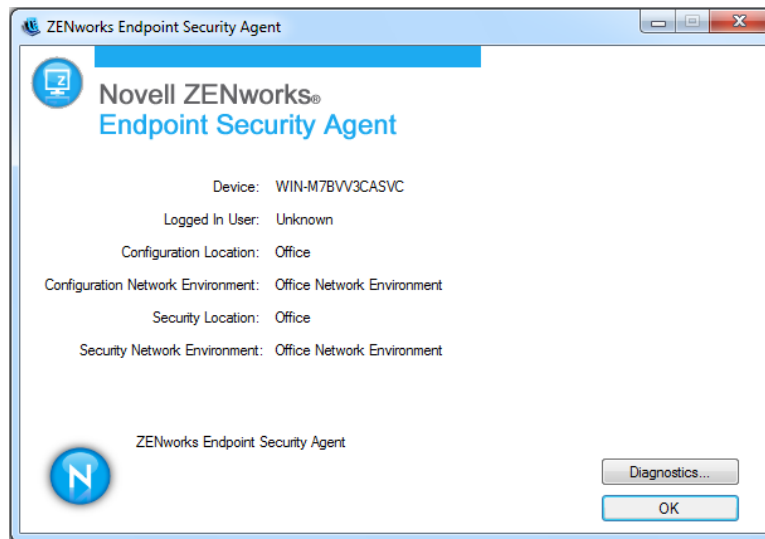 ZENworks Endpoint Security Agent
Z
Novell ZENworks®
Endpoint Security Agent
Device: WIN-M7BVV3CASVC
Logged In User: Unknown
Configuration Location: Office
Configuration Network Environment: Office Network Environment
Security Location: Office
Security Network Environment: Office Network Environment
ZENworks Endpoint Security Agent
N
Diagnostics...
OK